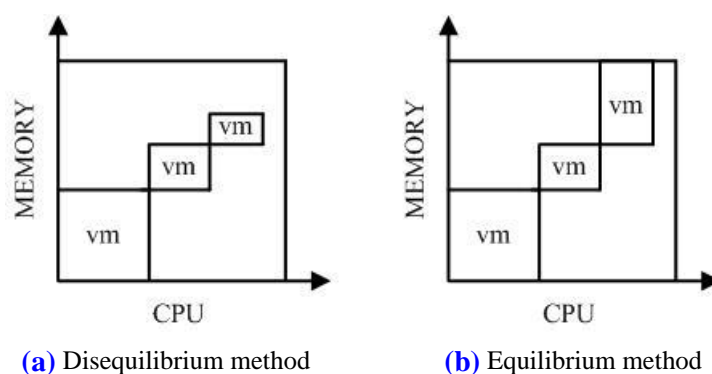 MEMORY
vm
vm
vm
CPU
(a) Disequilibrium method
MEMORY
vm
vm
vm
CPU
(b) Equilibrium method